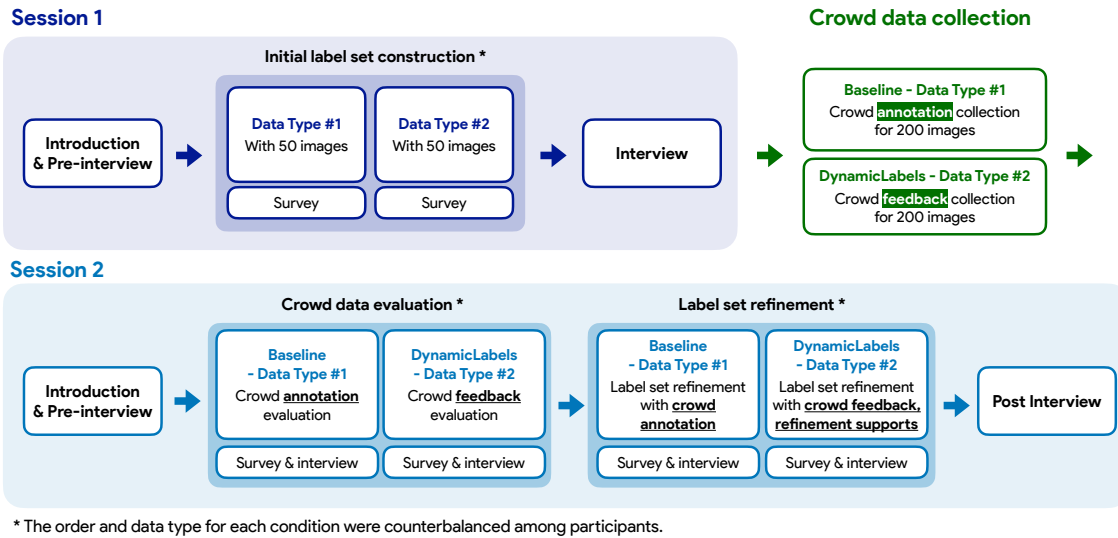 Session 1
Initial label set construction *
Introduction
& Pre-interview
Data Type #1
With 50 images
Survey
Data Type #2
With 50 images
Survey
Interview
Crowd data collection
Baseline - Data Type #1
Crowd annotation collection
for 200 images
DynamicLabels - Data Type #2
Crowd feedback collection
for 200 images
Session 2
Introduction
& Pre-interview
Crowd data evaluation *
Baseline
- Data Type #1
Crowd annotation
evaluation
Survey & interview
DynamicLabels
- Data Type #2
Crowd feedback
evaluation
Survey & interview
Label set refinement *
Baseline
- Data Type #1
Label set refinement
with crowd
annotation
Survey & interview
DynamicLabels
- Data Type #2
Label set refinement
with crowd feedback,
refinement supports
Survey & interview
Post Interview
* The order and data type for each condition were counterbalanced among participants.